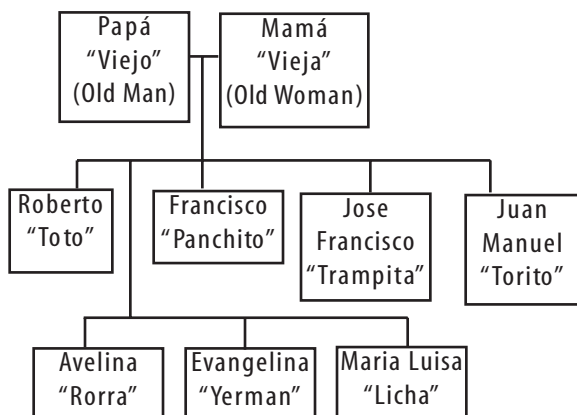 Papá
“Viejo”
(Old Man)
Mamá
“Vieja”
(Old Woman)
Roberto
“Toto”
Francisco
“Panchito”
Jose
Francisco
“Trampita”
Juan
Manuel
“Torito”
Avelina
“Rorra”
Evangelina
“Yerman”
Maria Luisa
“Licha”